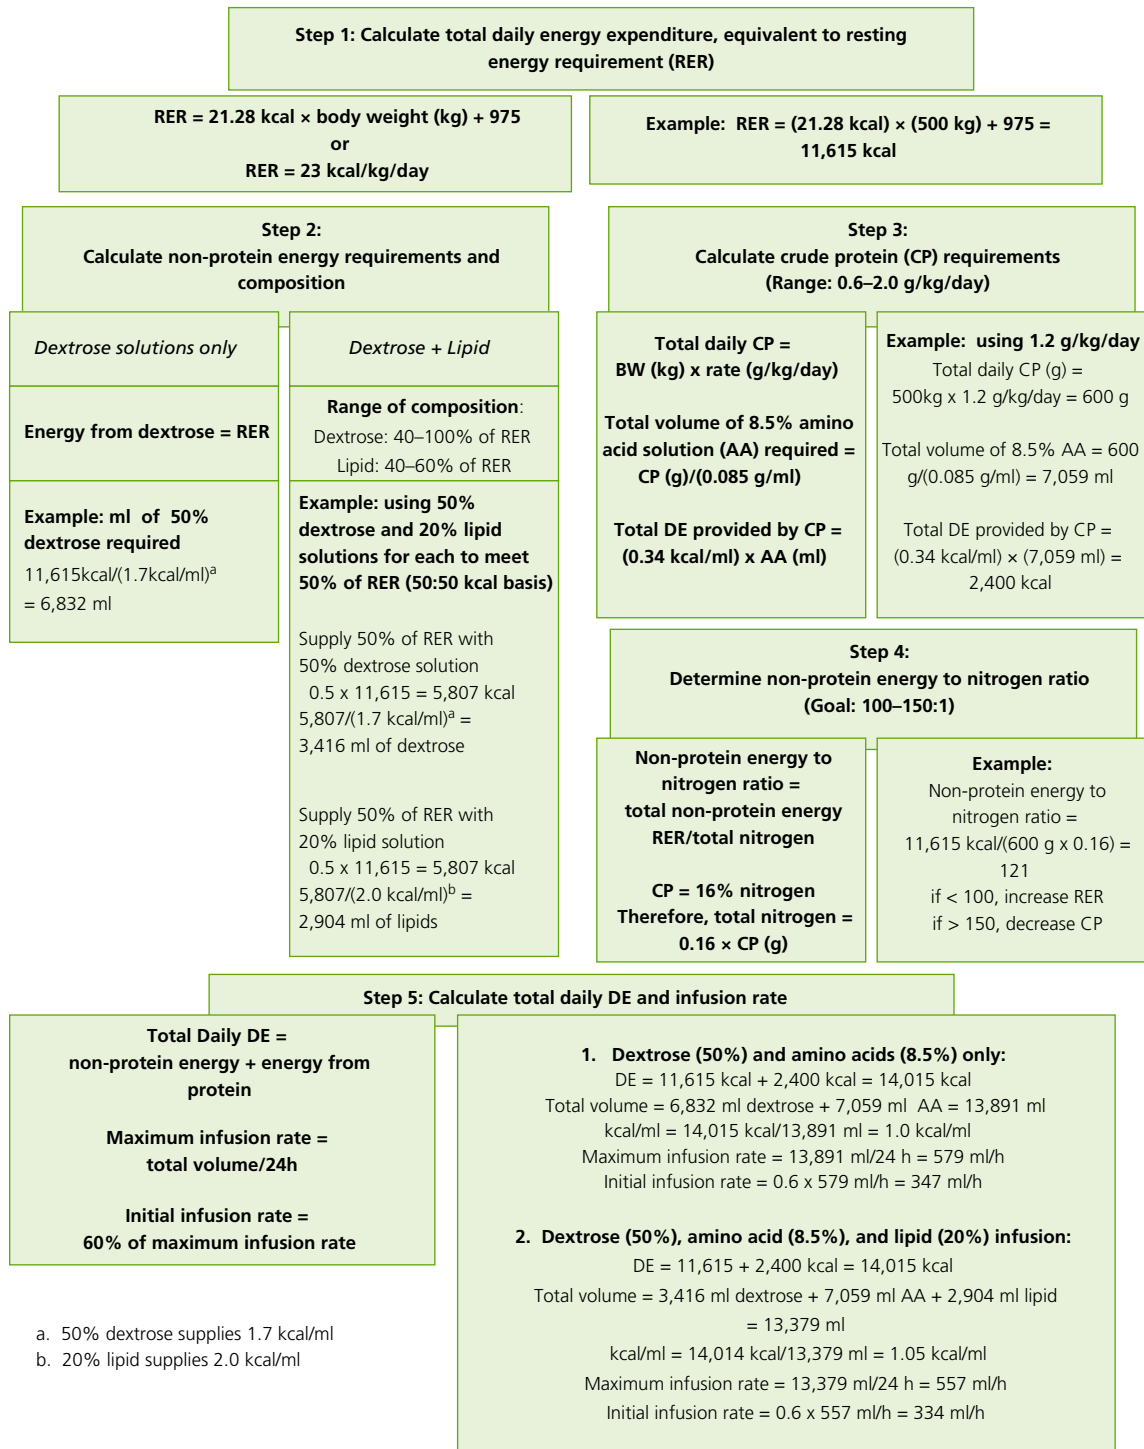 Step 1: Calculate total daily energy expenditure, equivalent to resting
energy requirement (RER)
RER = 21.28 kcal × body weight (kg) + 975
or
RER = 23 kcal/kg/day
Example: RER = (21.28 kcal) × (500 kg) + 975 =
11,615 kcal
Step 2:
Calculate non-protein energy requirements and
composition
Dextrose solutions only
Energy from dextrose = RER
Example: ml of 50%
dextrose required
11,615kcal/(1.7kcal/ml)a
= 6,832 ml
Dextrose + Lipid
Range of composition:
Dextrose: 40–100% of RER
Lipid: 40–60% of RER
Example: using 50%
dextrose and 20% lipid
solutions for each to meet
50% of RER (50:50 kcal basis)
Supply 50% of RER with
50% dextrose solution
0.5 x 11,615 = 5,807 kcal
5,807/(1.7 kcal/ml)a =
3,416 ml of dextrose
Supply 50% of RER with
20% lipid solution
0.5 x 11,615 = 5,807 kcal
5,807/(2.0 kcal/ml)b =
2,904 ml of lipids
Step 3:
Calculate crude protein (CP) requirements
(Range: 0.6–2.0 g/kg/day)
Total daily CP =
BW (kg) x rate (g/kg/day)
Total volume of 8.5% amino
acid solution (AA) required =
CP (g)/(0.085 g/ml)
Total DE provided by CP =
(0.34 kcal/ml) x AA (ml)
Example: using 1.2 g/kg/day
Total daily CP (g) =
500kg x 1.2 g/kg/day = 600 g
Total volume of 8.5% AA = 600
g/(0.085 g/ml) = 7,059 ml
Total DE provided by CP =
(0.34 kcal/ml) × (7,059 ml) =
2,400 kcal
Step 4:
Determine non-protein energy to nitrogen ratio
(Goal: 100–150:1)
Non-protein energy to
nitrogen ratio =
total non-protein energy
RER/total nitrogen
CP = 16% nitrogen
Therefore, total nitrogen =
0.16 × CP (g)
Example:
Non-protein energy to
nitrogen ratio =
11,615 kcal/(600 g x 0.16) =
121
if < 100, increase RER
if > 150, decrease CP
Step 5: Calculate total daily DE and infusion rate
Total Daily DE =
non-protein energy + energy from
protein
Maximum infusion rate =
total volume/24h
Initial infusion rate =
60% of maximum infusion rate
1. Dextrose (50%) and amino acids (8.5%) only:
DE = 11,615 kcal + 2,400 kcal = 14,015 kcal
Total volume = 6,832 ml dextrose + 7,059 ml AA = 13,891 ml
kcal/ml = 14,015 kcal/13,891 ml = 1.0 kcal/ml
Maximum infusion rate = 13,891 ml/24 h = 579 ml/h
Initial infusion rate = 0.6 x 579 ml/h = 347 ml/h
2. Dextrose (50%), amino acid (8.5%), and lipid (20%) infusion:
DE = 11,615 + 2,400 kcal = 14,015 kcal
Total volume = 3,416 ml dextrose + 7,059 ml AA + 2,904 ml lipid
= 13,379 ml
kcal/ml = 14,014 kcal/13,379 ml = 1.05 kcal/ml
Maximum infusion rate = 13,379 ml/24 h = 557 ml/h
Initial infusion rate = 0.6 x 557 ml/h = 334 ml/h
a. 50% dextrose supplies 1.7 kcal/ml
b. 20% lipid supplies 2.0 kcal/ml